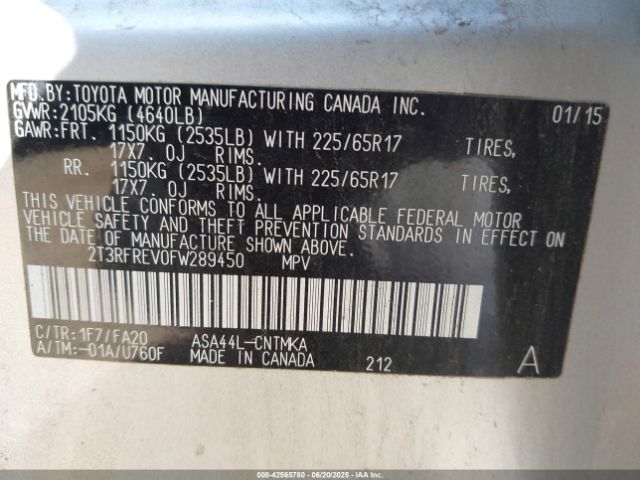 MFD.BY:TOYOTA MOTOR MANUFACTURING CANADA INC.
GVWR:2105KG (4640LB) 01/15
GAWR:FRT. 1150KG (2535LB) WITH 225/65R17 TIRES,
17X7.0J RIMS.
RR. 1150KG (2535LB) WITH 225/65R17 TIRES,
17X7.0J RIMS.
THIS VEHICLE CONFORMS TO ALL APPLICABLE FEDERAL MOTOR
VEHICLE SAFETY AND THEFT PREVENTION STANDARDS IN EFFECT ON
THE DATE OF MANUFACTURE SHOWN ABOVE.
2T3RFREV0FW289450 MPV
C/TR:1F7/FA20 ASA44L-CNTMKA
A/TM:-01A/U760F MADE IN CANADA 212 A
000-42565780 - 06/20/2025 - IAAI.COM